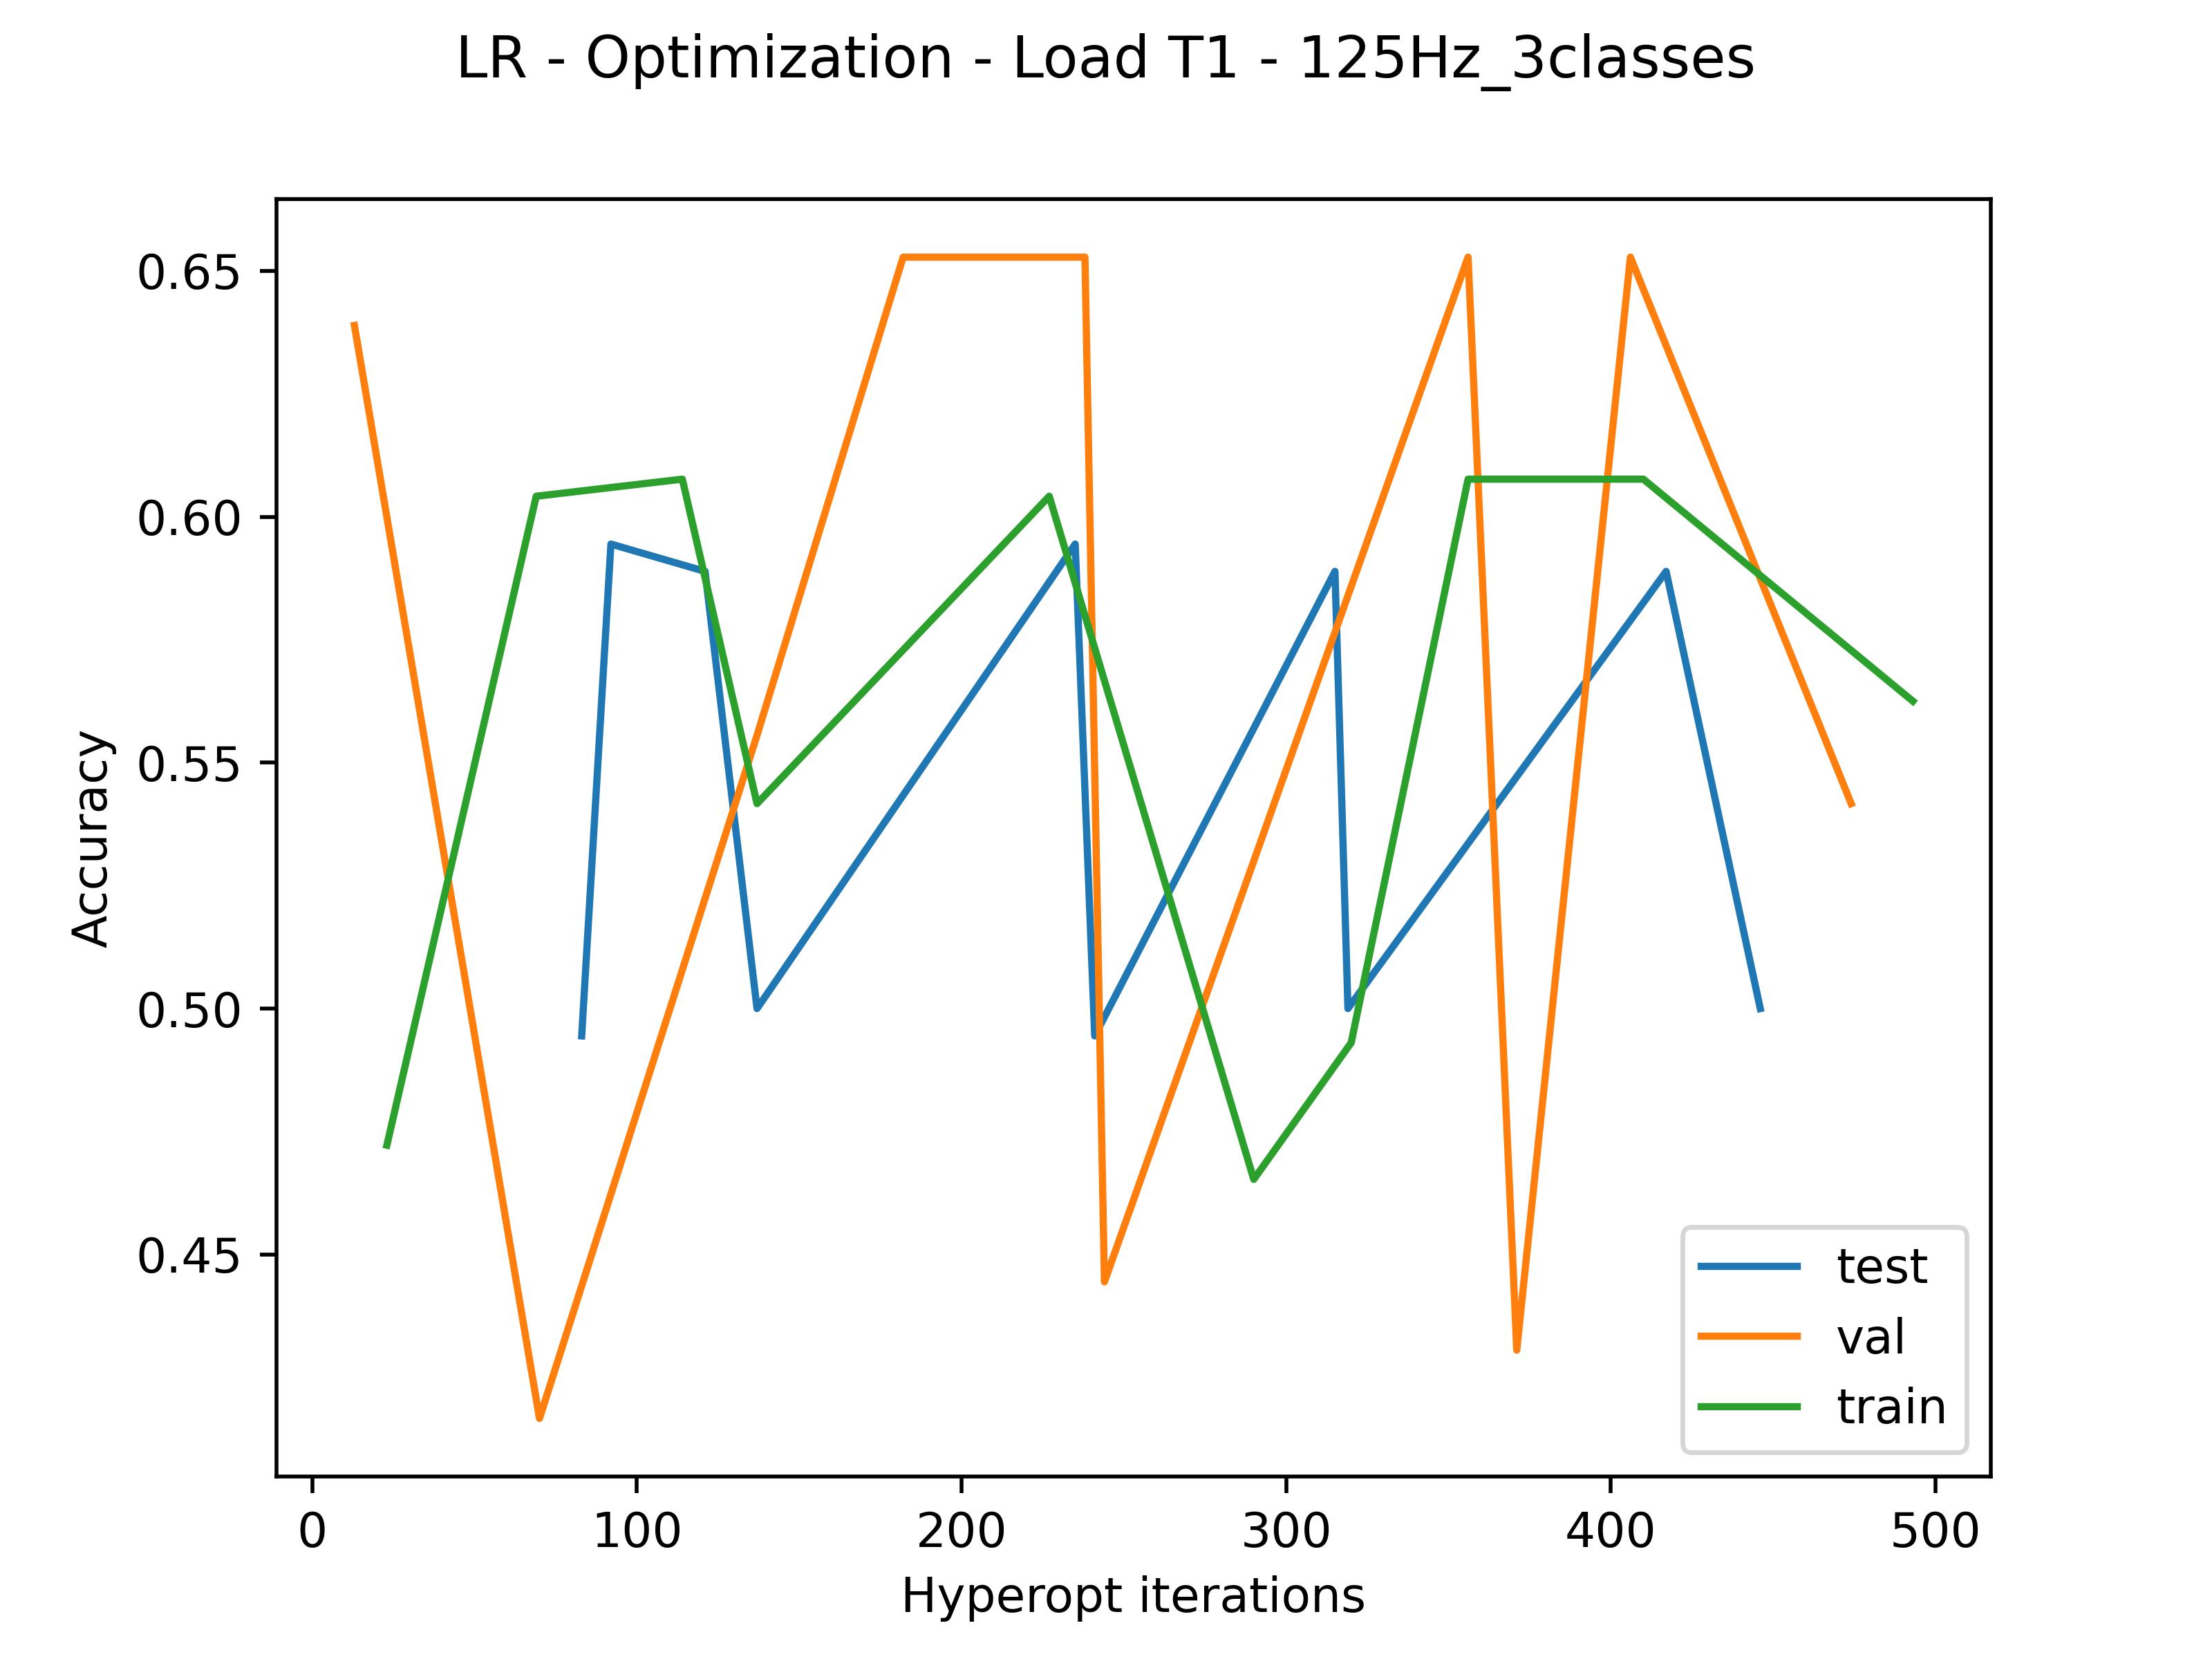 LR - Optimization - Load T1 - 125Hz_3classes
0.65
0.60
0.55
0.50
0.45
Accuracy
0 100 200 300 400 500
Hyperopt iterations
test
val
train